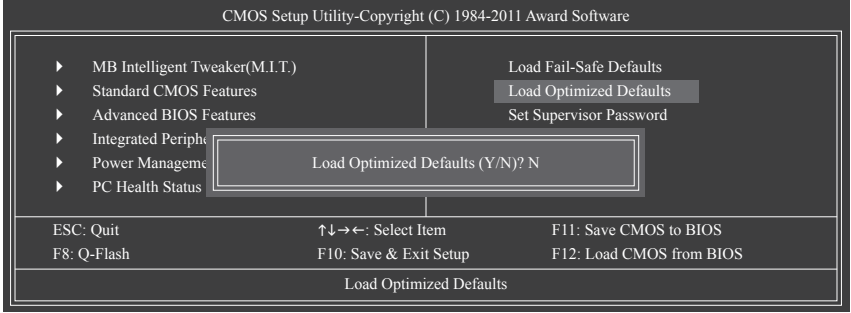 CMOS Setup Utility-Copyright (C) 1984-2011 Award Software
MB Intelligent Tweaker(M.I.T.)
Standard CMOS Features
Advanced BIOS Features
Integrated Periphe
Power Manageme
PC Health Status
Load Fail-Safe Defaults
Load Optimized Defaults
Set Supervisor Password
Load Optimized Defaults (Y/N)? N
ESC: Quit ↑↓→←: Select Item F11: Save CMOS to BIOS
F8: Q-Flash F10: Save & Exit Setup F12: Load CMOS from BIOS
Load Optimized Defaults